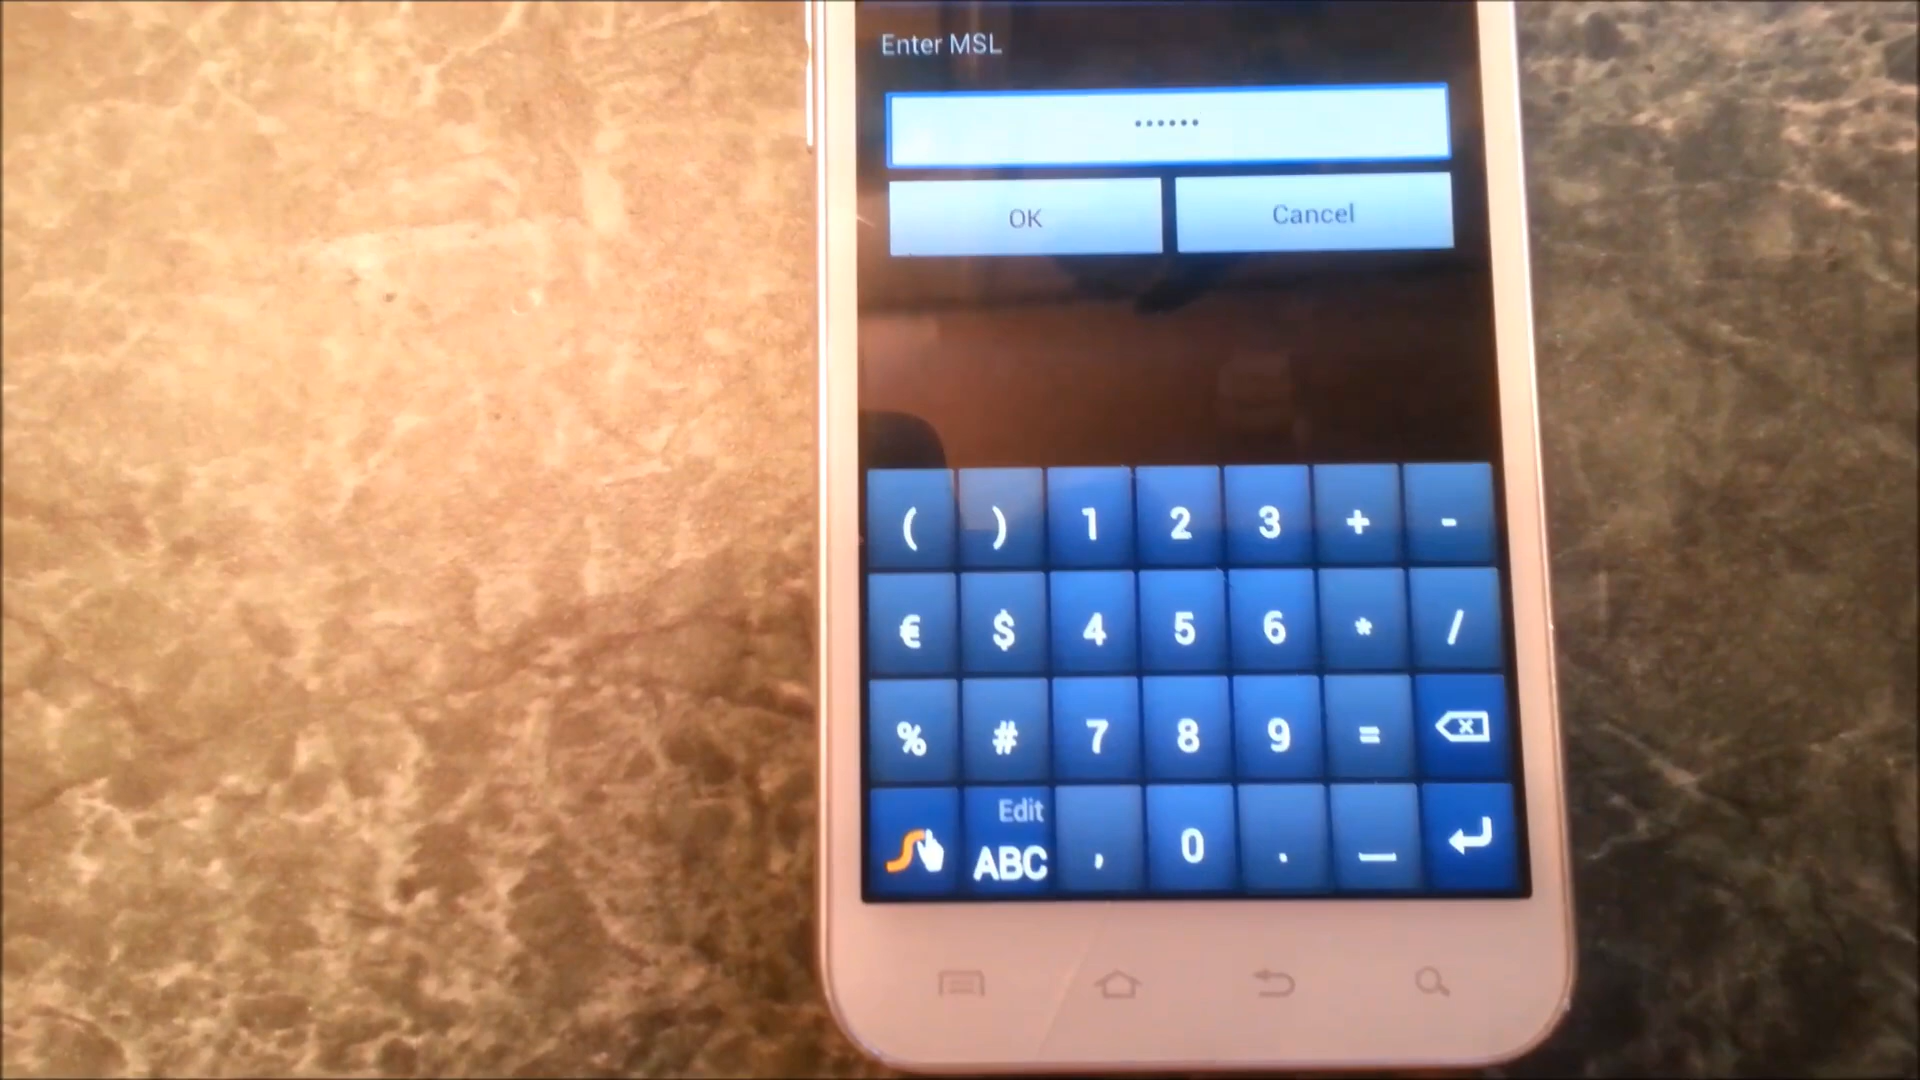 Enter MSL
••••••
OK Cancel
( ) 1 2 3 + -
€ $ 4 5 6 * /
% # 7 8 9 =
Edit
ABC , 0 . _